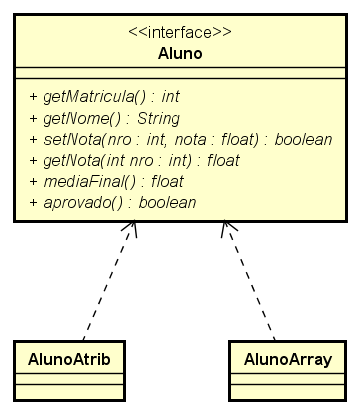 <<interface>>
Aluno
+ getMatricula() : int
+ getNome() : String
+ setNota(nro : int, nota : float) : boolean
+ getNota(int nro : int) : float
+ mediaFinal() : float
+ aprovado() : boolean
AlunoAtrib
AlunoArray